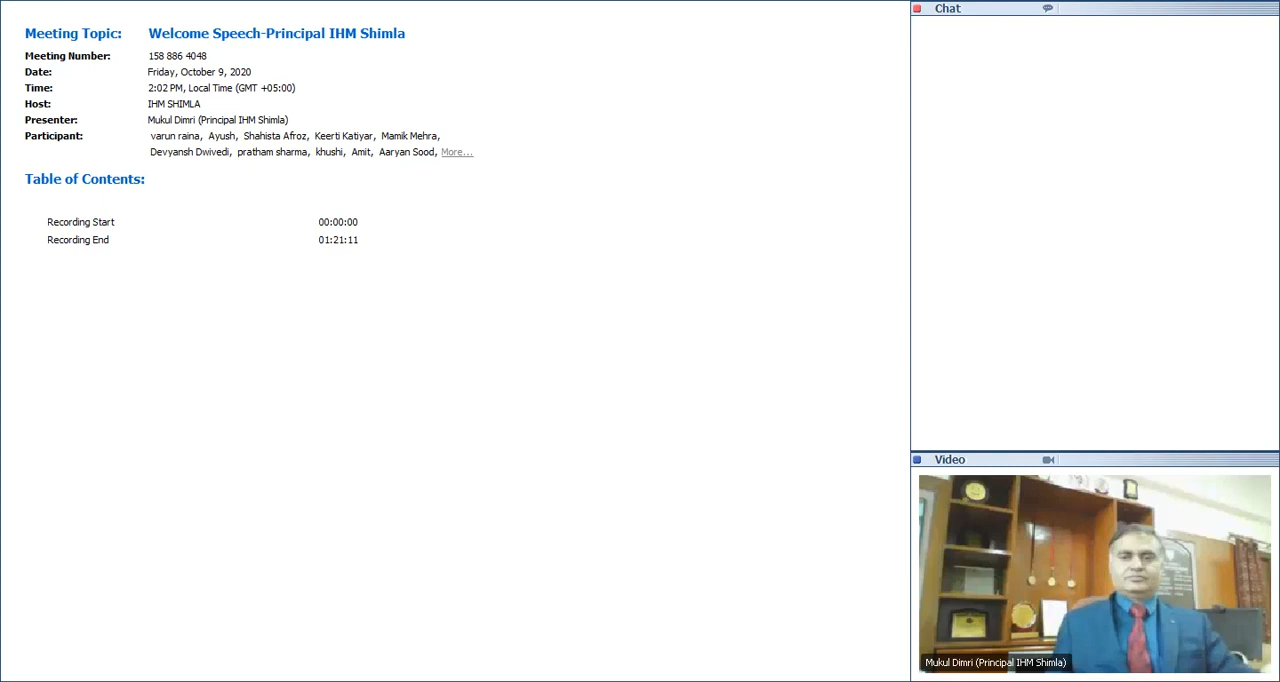 Meeting Topic: Welcome Speech-Principal IHM Shimla
Meeting Number: 158 886 4048
Date: Friday, October 9, 2020
Time: 2:02 PM, Local Time (GMT +05:00)
Host: IHM SHIMLA
Presenter: Mukul Dimri (Principal IHM Shimla)
Participant: varun raina, Ayush, Shahista Afroz, Keerti Katiyar, Mamik Mehra,
Devyansh Dwivedi, pratham sharma, khushi, Amit, Aaryan Sood, More...
Table of Contents:
Recording Start 00:00:00
Recording End 01:21:11
Chat
Video
Mukul Dimri (Principal IHM Shimla)